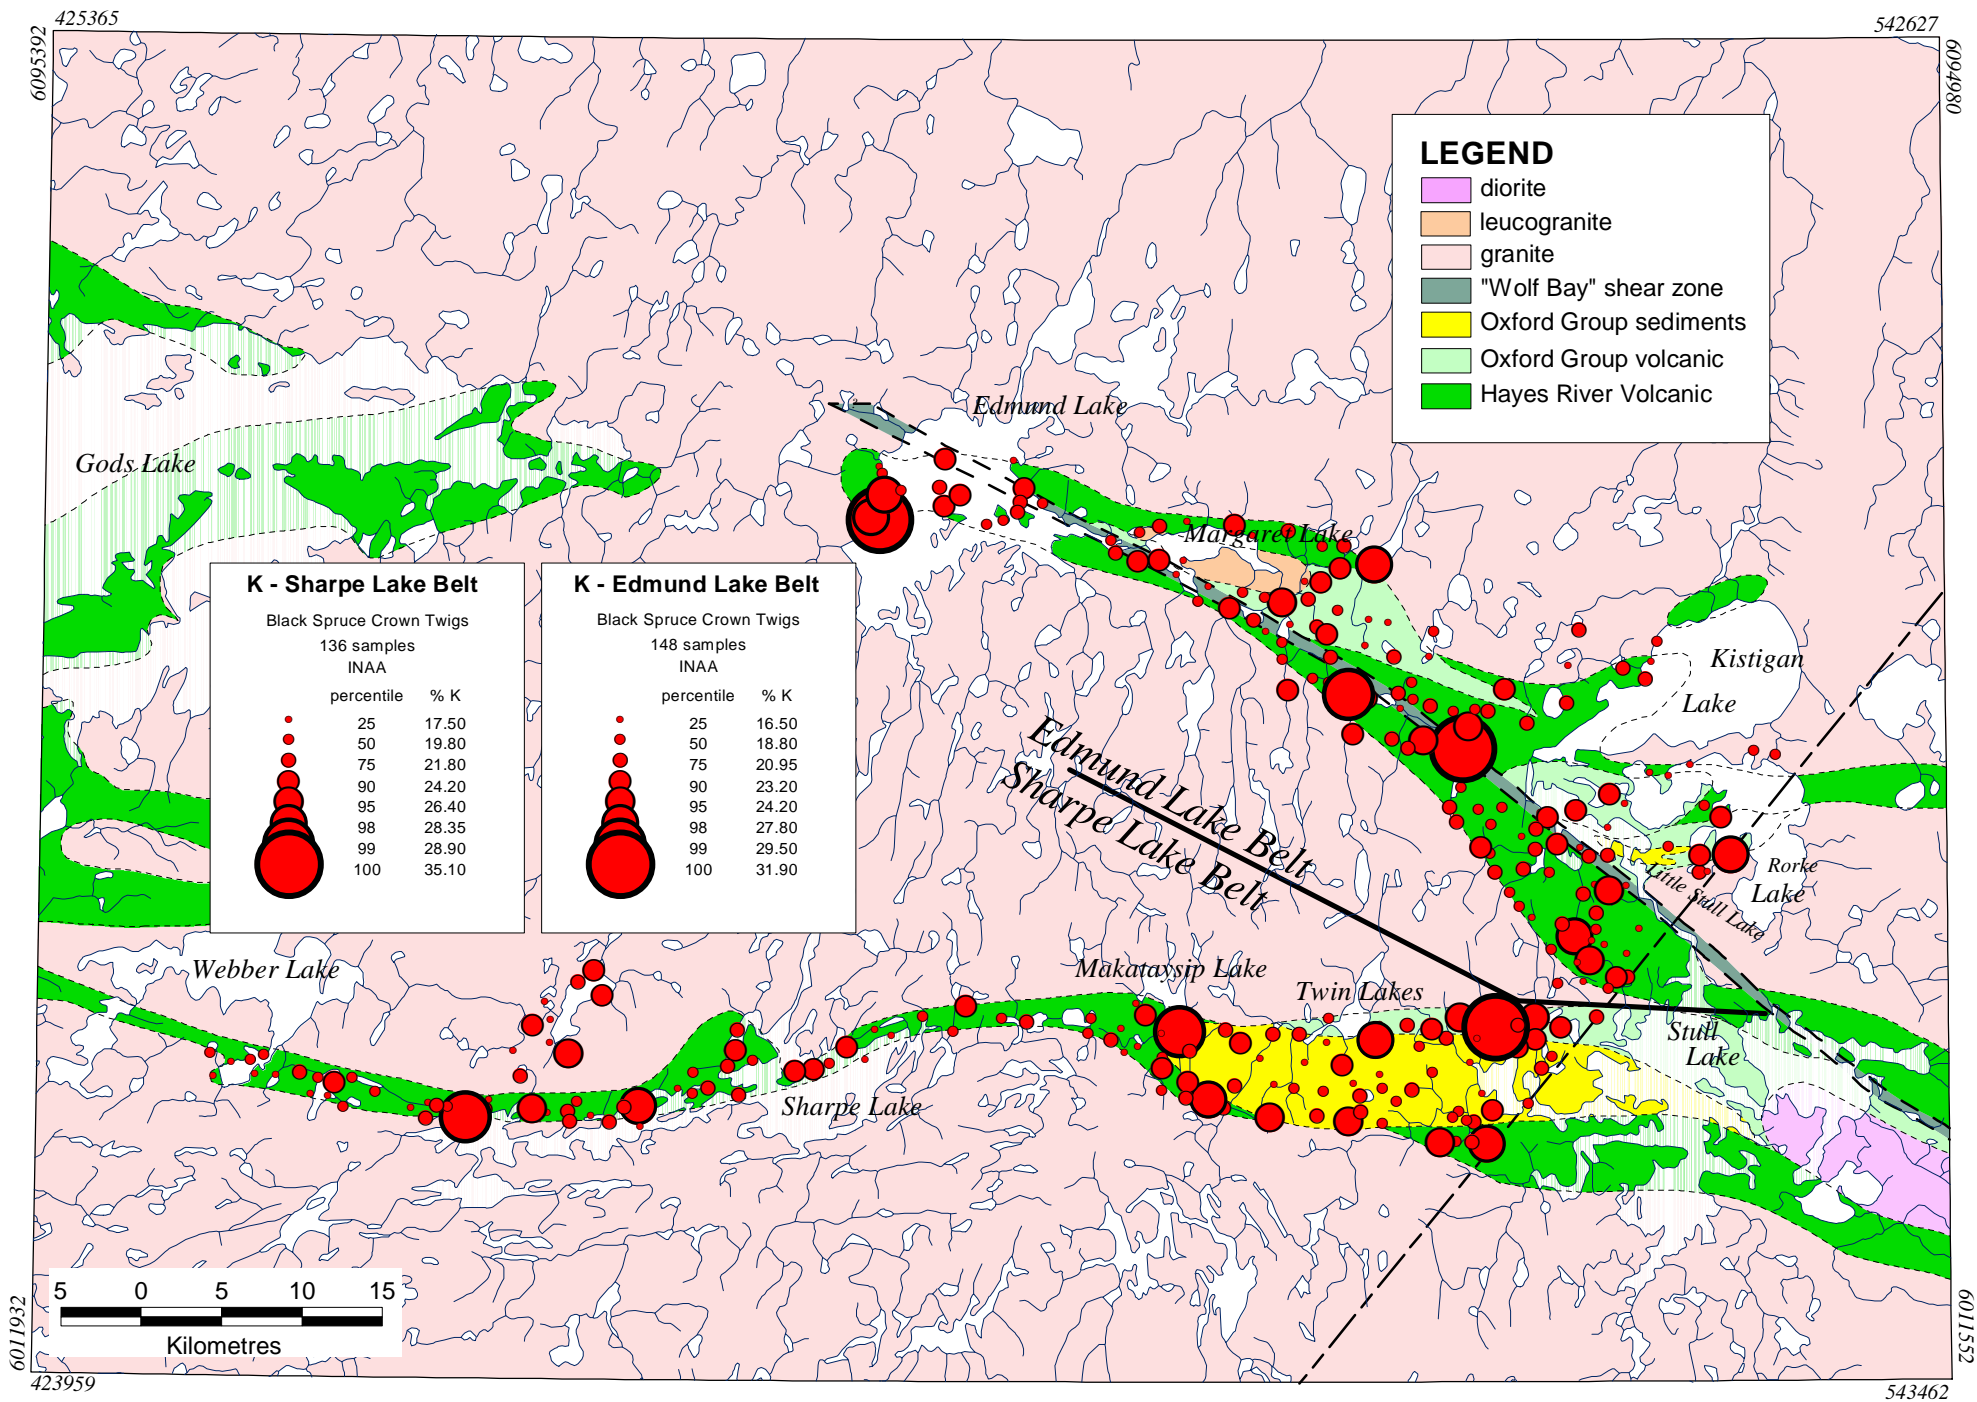 425365
542627
6095392
6094980
LEGEND
diorite
leucogranite
granite
"Wolf Bay" shear zone
Oxford Group sediments
Oxford Group volcanic
Hayes River Volcanic
Edmund Lake
Gods Lake
Margaret Lake
K - Sharpe Lake Belt
Black Spruce Crown Twigs
136 samples
INAA
percentile % K
25 17.50
50 19.80
75 21.80
90 24.20
95 26.40
98 28.35
99 28.90
100 35.10
K - Edmund Lake Belt
Black Spruce Crown Twigs
148 samples
INAA
percentile % K
25 16.50
50 18.80
75 20.95
90 23.20
95 24.20
98 27.80
99 29.50
100 31.90
Kistigan
Lake
Edmund Lake Belt
Sharpe Lake Belt
Rorke
Lake
Little Stull Lake
Webber Lake
Makataysip Lake
Twin Lakes
Stull
Lake
Sharpe Lake
5 0 5 10 15
Kilometres
6011932
6011552
423959
543462